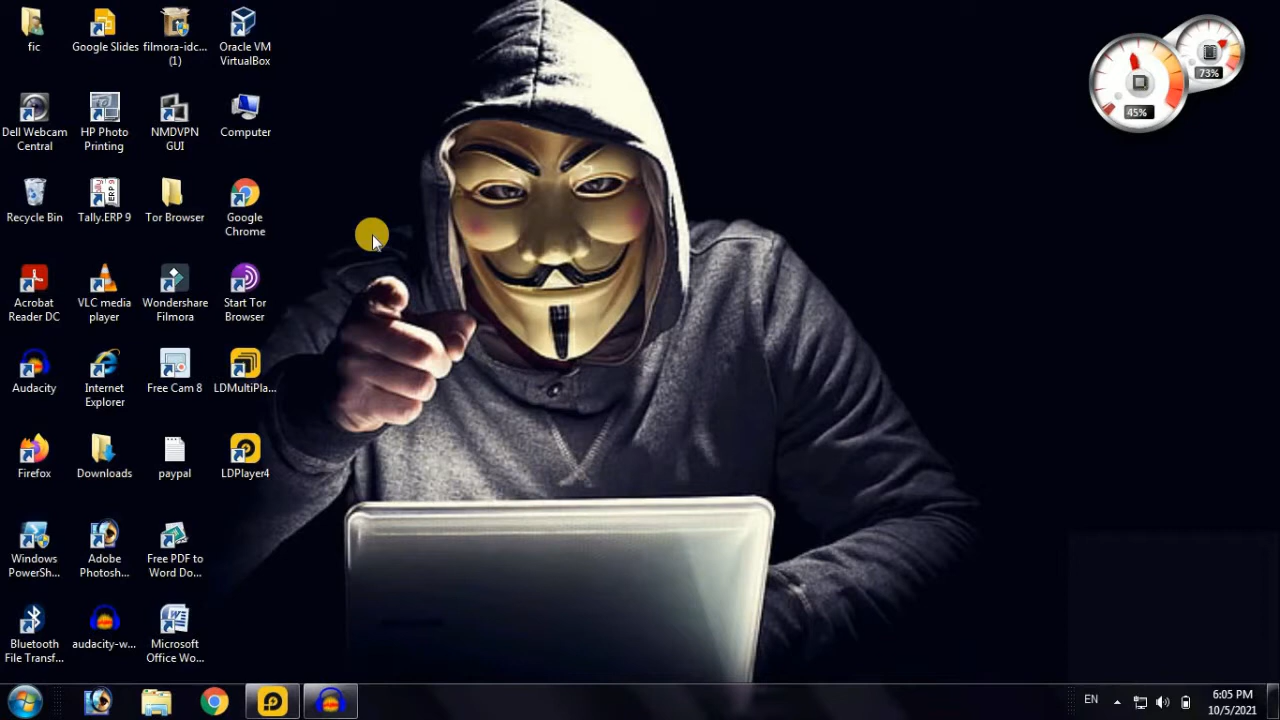 fic
Google Slides
filmora-idc...
(1)
Oracle VM
VirtualBox
Dell Webcam
Central
HP Photo
Printing
NMDVPN
GUI
Computer
Recycle Bin
Tally.ERP 9
Tor Browser
Google
Chrome
Acrobat
Reader DC
VLC media
player
Wondershare
Filmora
Start Tor
Browser
Audacity
Internet
Explorer
Free Cam 8
LDMultiPla...
Firefox
Downloads
paypal
LDPlayer4
Windows
PowerSh...
Adobe
Photosh...
Free PDF to
Word Do...
Bluetooth
File Transf...
audacity-w...
Microsoft
Office Wo...
73%
45%
EN
6:05 PM
10/5/2021